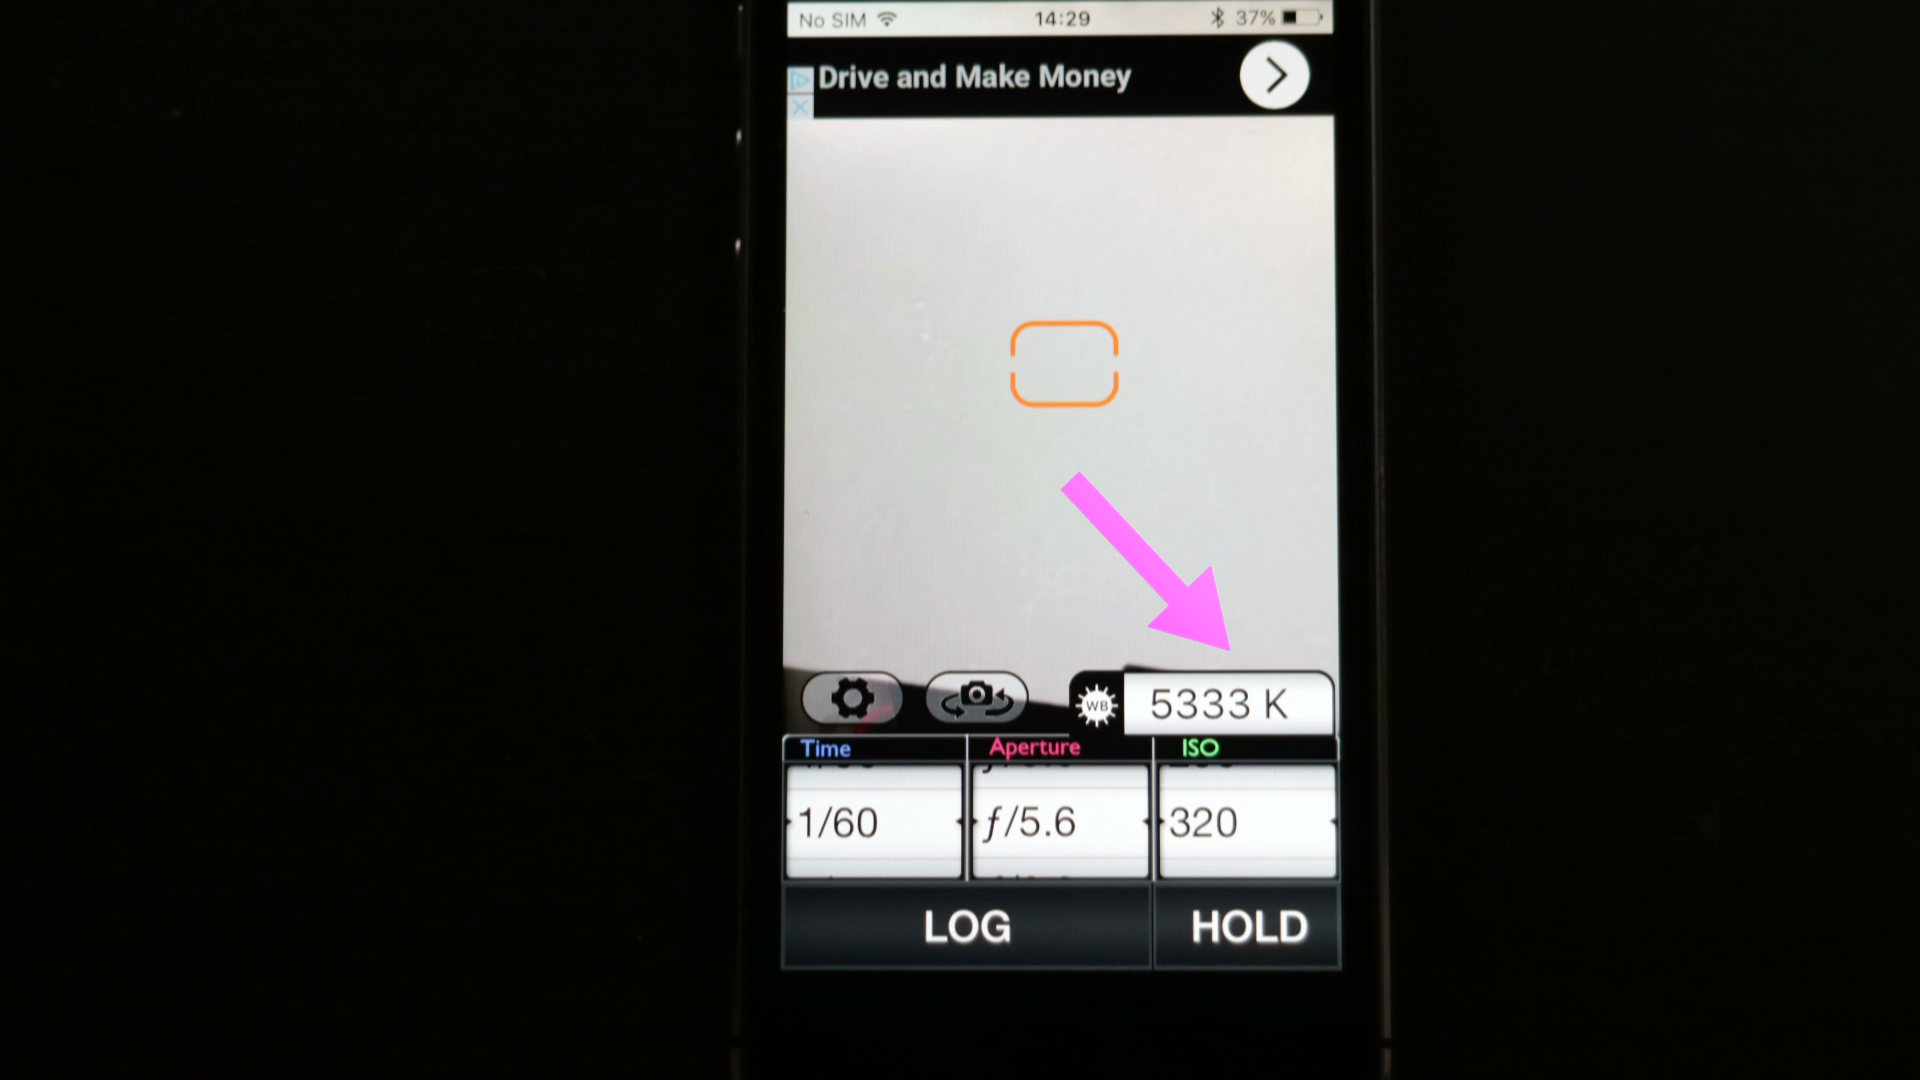 No SIM 14:29 37%
Drive and Make Money
WB 5333 K
Time Aperture ISO
1/60 ƒ/5.6 320
LOG HOLD